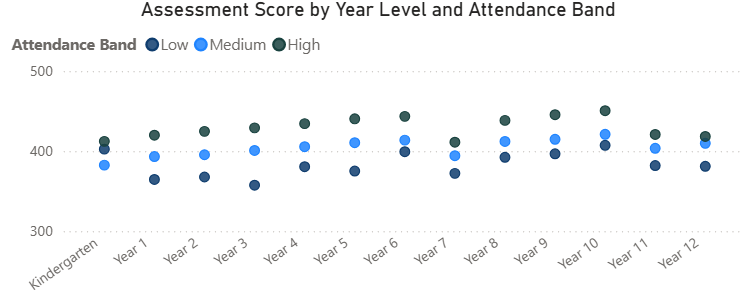 Assessment Score by Year Level and Attendance Band
Attendance Band Low Medium High
500
400
300
Kindergarten Year 1 Year 2 Year 3 Year 4 Year 5 Year 6 Year 7 Year 8 Year 9 Year 10 Year 11 Year 12